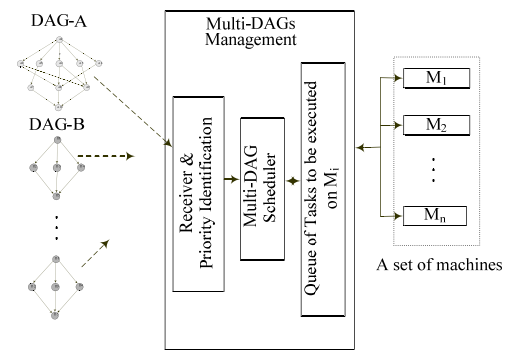 DAG-A
DAG-B
Multi-DAGs
Management
Receiver &
Priority Identification
Multi-DAG
Scheduler
Queue of Tasks to be executed
on Mi
M1
M2
Mn
A set of machines